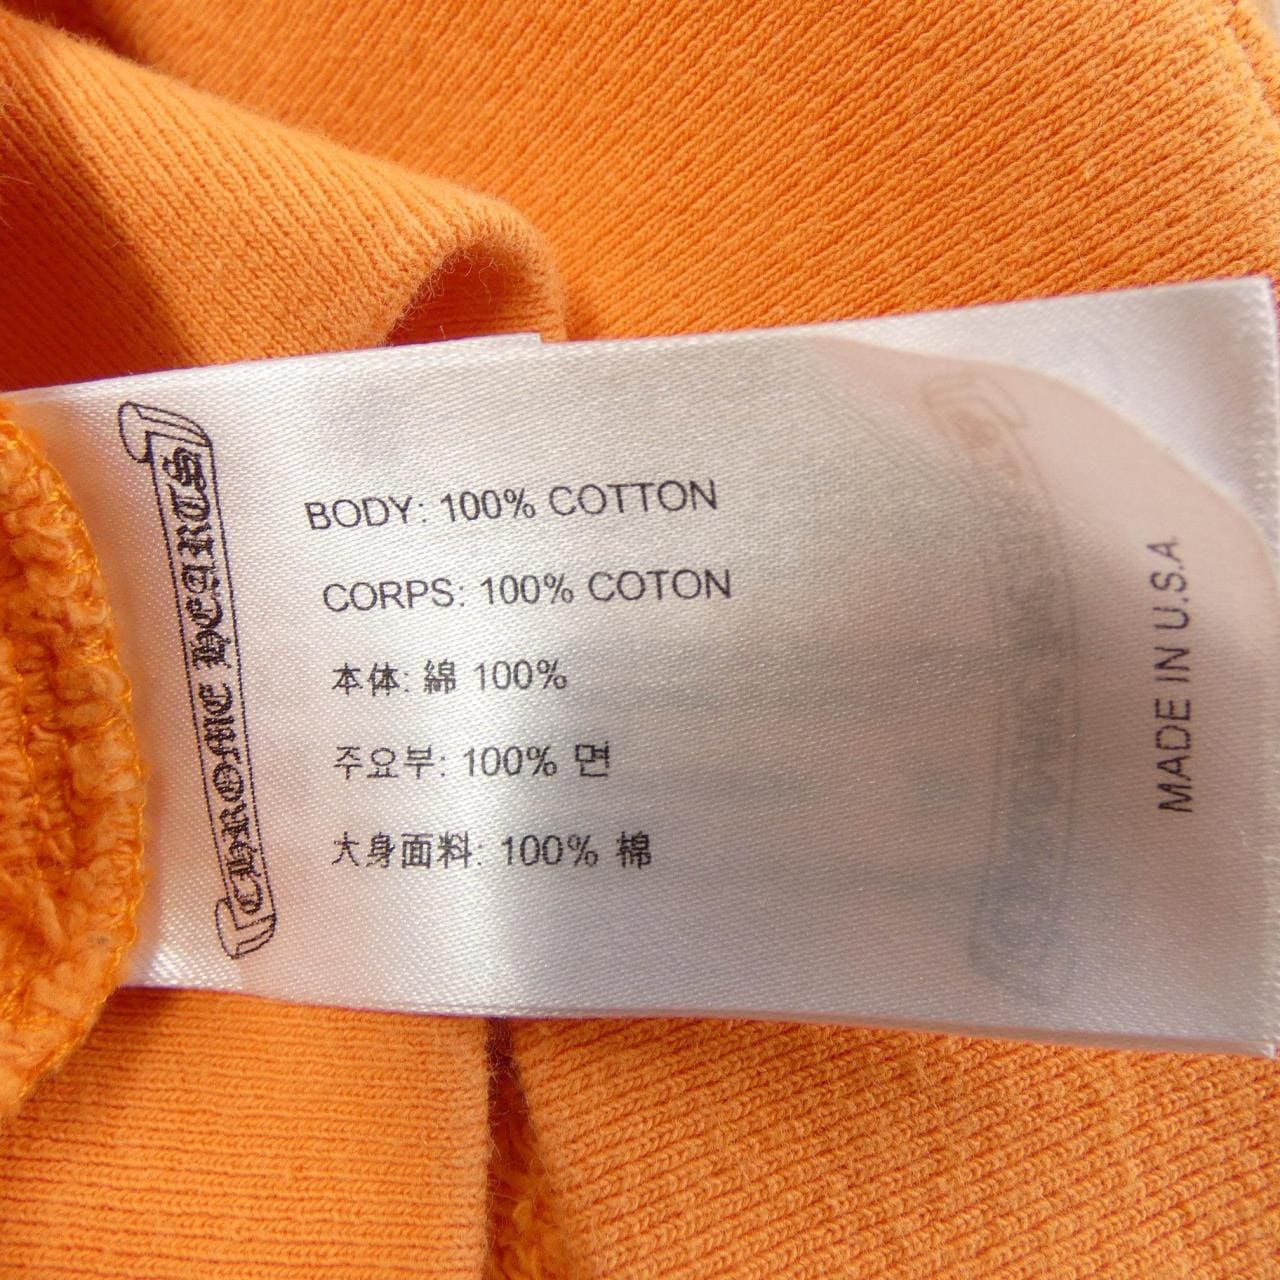 CHROME HEARTS
BODY: 100% COTTON
CORPS: 100% COTON
本体: 綿 100%
주요부: 100% 면
大身面料: 100% 棉
MADE IN U.S.A.